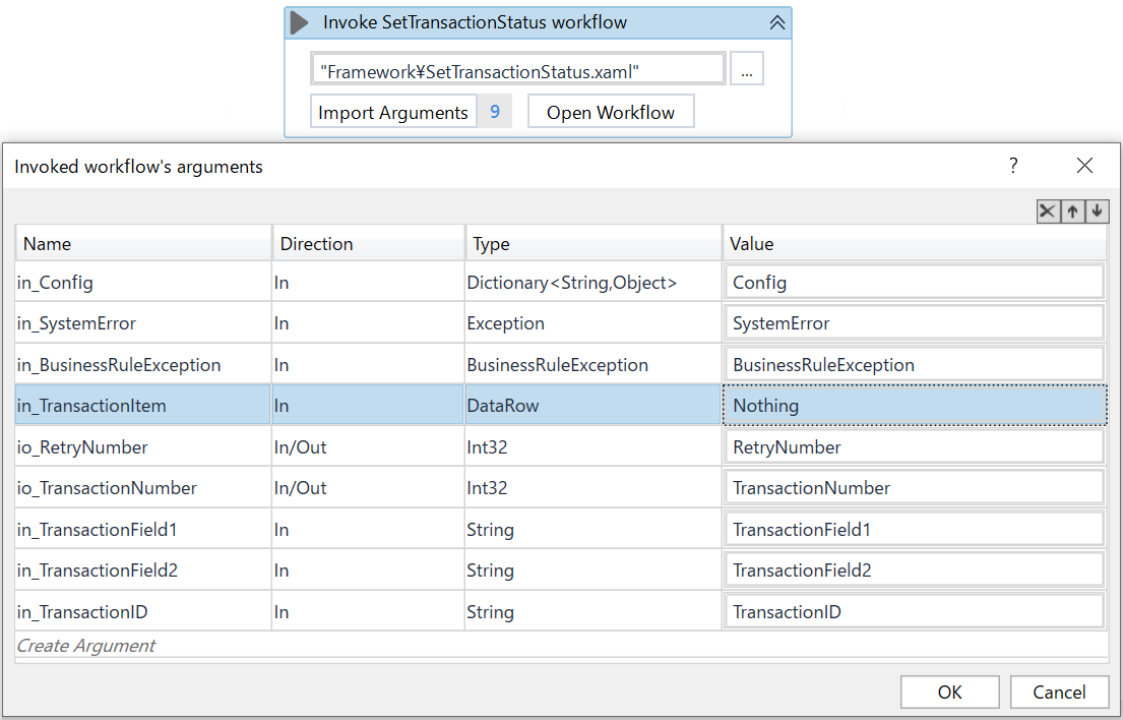 Invoke SetTransactionStatus workflow
"Framework¥SetTransactionStatus.xaml" ...
Import Arguments 9 Open Workflow
Invoked workflow's arguments ?
Name Direction Type Value
in_Config In Dictionary<String,Object> Config
in_SystemError In Exception SystemError
in_BusinessRuleException In BusinessRuleException BusinessRuleException
in_TransactionItem In DataRow Nothing
io_RetryNumber In/Out Int32 RetryNumber
io_TransactionNumber In/Out Int32 TransactionNumber
in_TransactionField1 In String TransactionField1
in_TransactionField2 In String TransactionField2
in_TransactionID In String TransactionID
Create Argument
OK Cancel